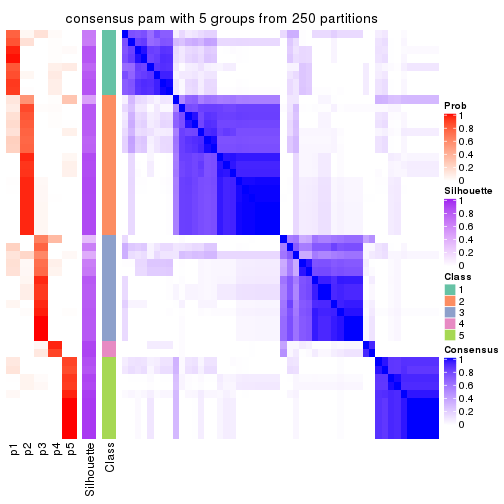 consensus pam with 5 groups from 250 partitions
Prob
1
0.8
0.6
0.4
0.2
0
Silhouette
1
0.8
0.6
0.4
0.2
0
Class
1
2
3
4
5
Consensus
1
0.8
0.6
0.4
0.2
0
p1
p2
p3
p4
p5
Silhouette
Class